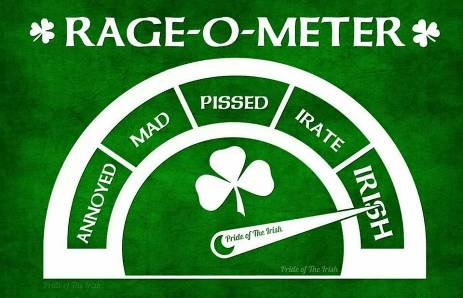 RAGE-O-METER
ANNOYED
MAD
PISSED
IRATE
IRISH
Pride of The Irish
Pride of The Irish
Pride of The Irish